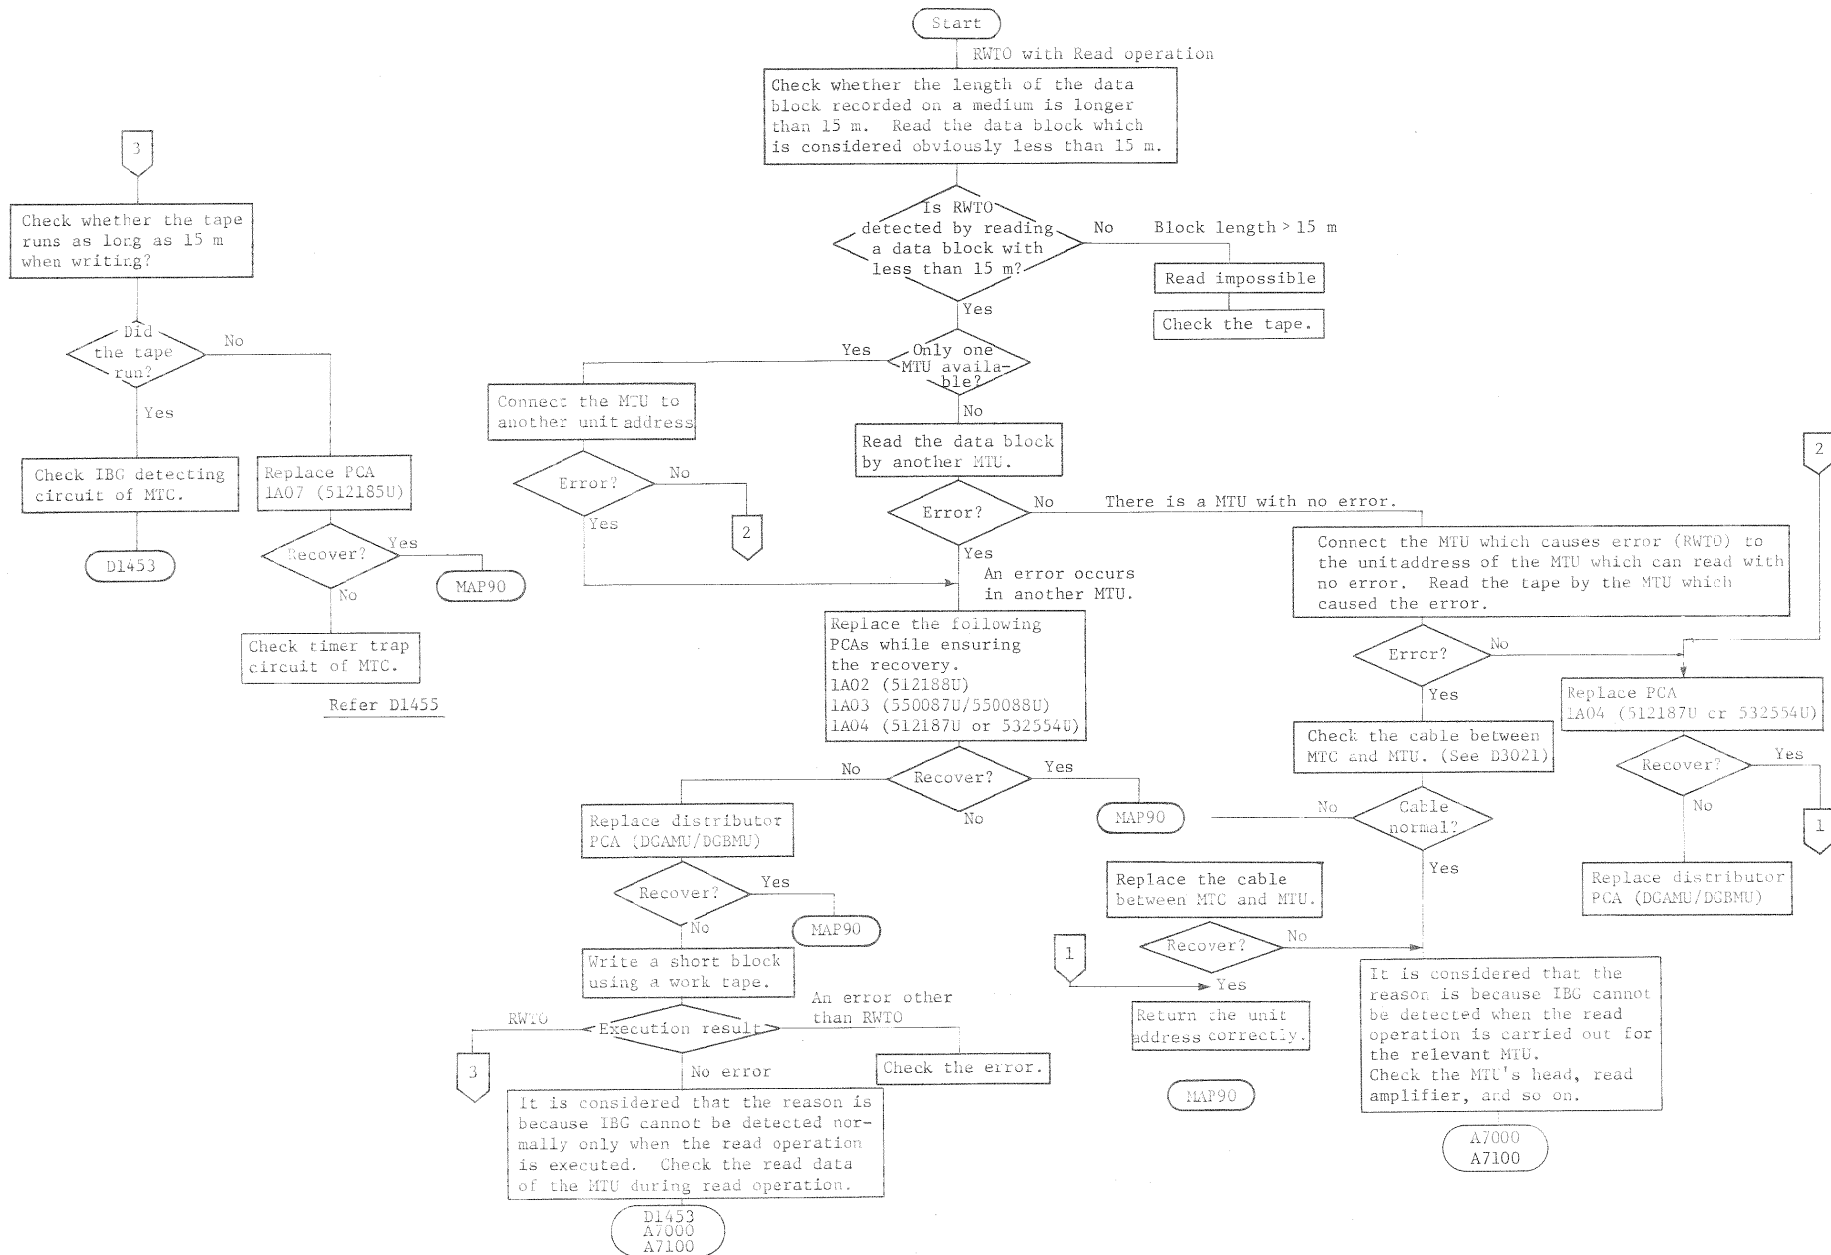 Start
RWTO with Read operation
Check whether the length of the data
block recorded on a medium is longer
than 15 m. Read the data block which
is considered obviously less than 15 m.
Is RWTO
detected by reading
a data block with
less than 15 m?
No
Block length > 15 m
Read impossible
Check the tape.
Yes
Only one
MTU availa-
ble?
Yes
Connect the MTU to
another unit address
Error?
No
2
Yes
No
Read the data block
by another MTU.
Error?
No
There is a MTU with no error.
Yes
An error occurs
in another MTU.
Replace the following
PCAs while ensuring
the recovery.
1A02 (512188U)
1A03 (550087U/550088U)
1A04 (512187U or 532554U)
Recover?
Yes
MAP90
No
No
Replace distributor
PCA (DGAMU/DGBMU)
Recover?
Yes
MAP90
No
Write a short block
using a work tape.
Execution result
RWTO
3
An error other
than RWTO
Check the error.
No error
It is considered that the reason is
because IBG cannot be detected nor-
mally only when the read operation
is executed. Check the read data
of the MTU during read operation.
D1453
A7000
A7100
3
Check whether the tape
runs as long as 15 m
when writing?
Did
the tape
run?
No
Yes
Check IBG detecting
circuit of MTC.
D1453
Replace PCA
1A07 (512185U)
Recover?
Yes
MAP90
No
Check timer trap
circuit of MTC.
Refer D1455
Connect the MTU which causes error (RWTO) to
the unitaddress of the MTU which can read with
no error. Read the tape by the MTU which
caused the error.
Error?
No
Yes
2
Replace PCA
1A04 (512187U or 532554U)
Recover?
Yes
1
No
Replace distributor
PCA (DGAMU/DGBMU)
Check the cable between
MTC and MTU. (See D3021)
Cable
normal?
No
Yes
Replace the cable
between MTC and MTU.
Recover?
No
1
Yes
Return the unit
address correctly.
MAP90
It is considered that the
reason is because IBG cannot
be detected when the read
operation is carried out for
the relevant MTU.
Check the MTU's head, read
amplifier, and so on.
A7000
A7100